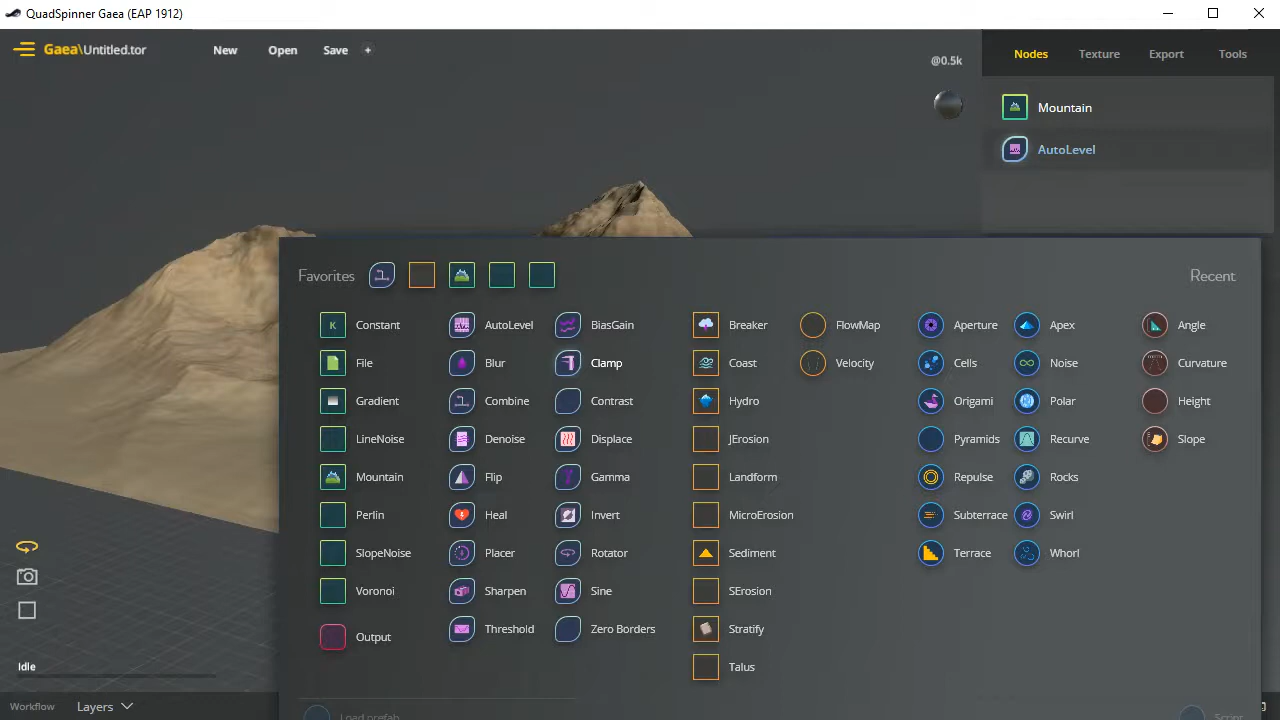 QuadSpinner Gaea (EAP 1912)
Gaea\Untitled.tor
New
Open
Save
+
@0.5k
Nodes
Texture
Export
Tools
Mountain
AutoLevel
Favorites
Recent
K
Constant
AutoLevel
BiasGain
Breaker
FlowMap
Aperture
Apex
Angle
File
Blur
Clamp
Coast
Velocity
Cells
Noise
Curvature
Gradient
Combine
Contrast
Hydro
Origami
Polar
Height
LineNoise
Denoise
Displace
JErosion
Pyramids
Recurve
Slope
Mountain
Flip
Gamma
Landform
Repulse
Rocks
Perlin
Heal
Invert
MicroErosion
Subterrace
Swirl
SlopeNoise
Placer
Rotator
Sediment
Terrace
Whorl
Voronoi
Sharpen
Sine
SErosion
Output
Threshold
Zero Borders
Stratify
Talus
Idle
Workflow
Layers
Load prefab
Script